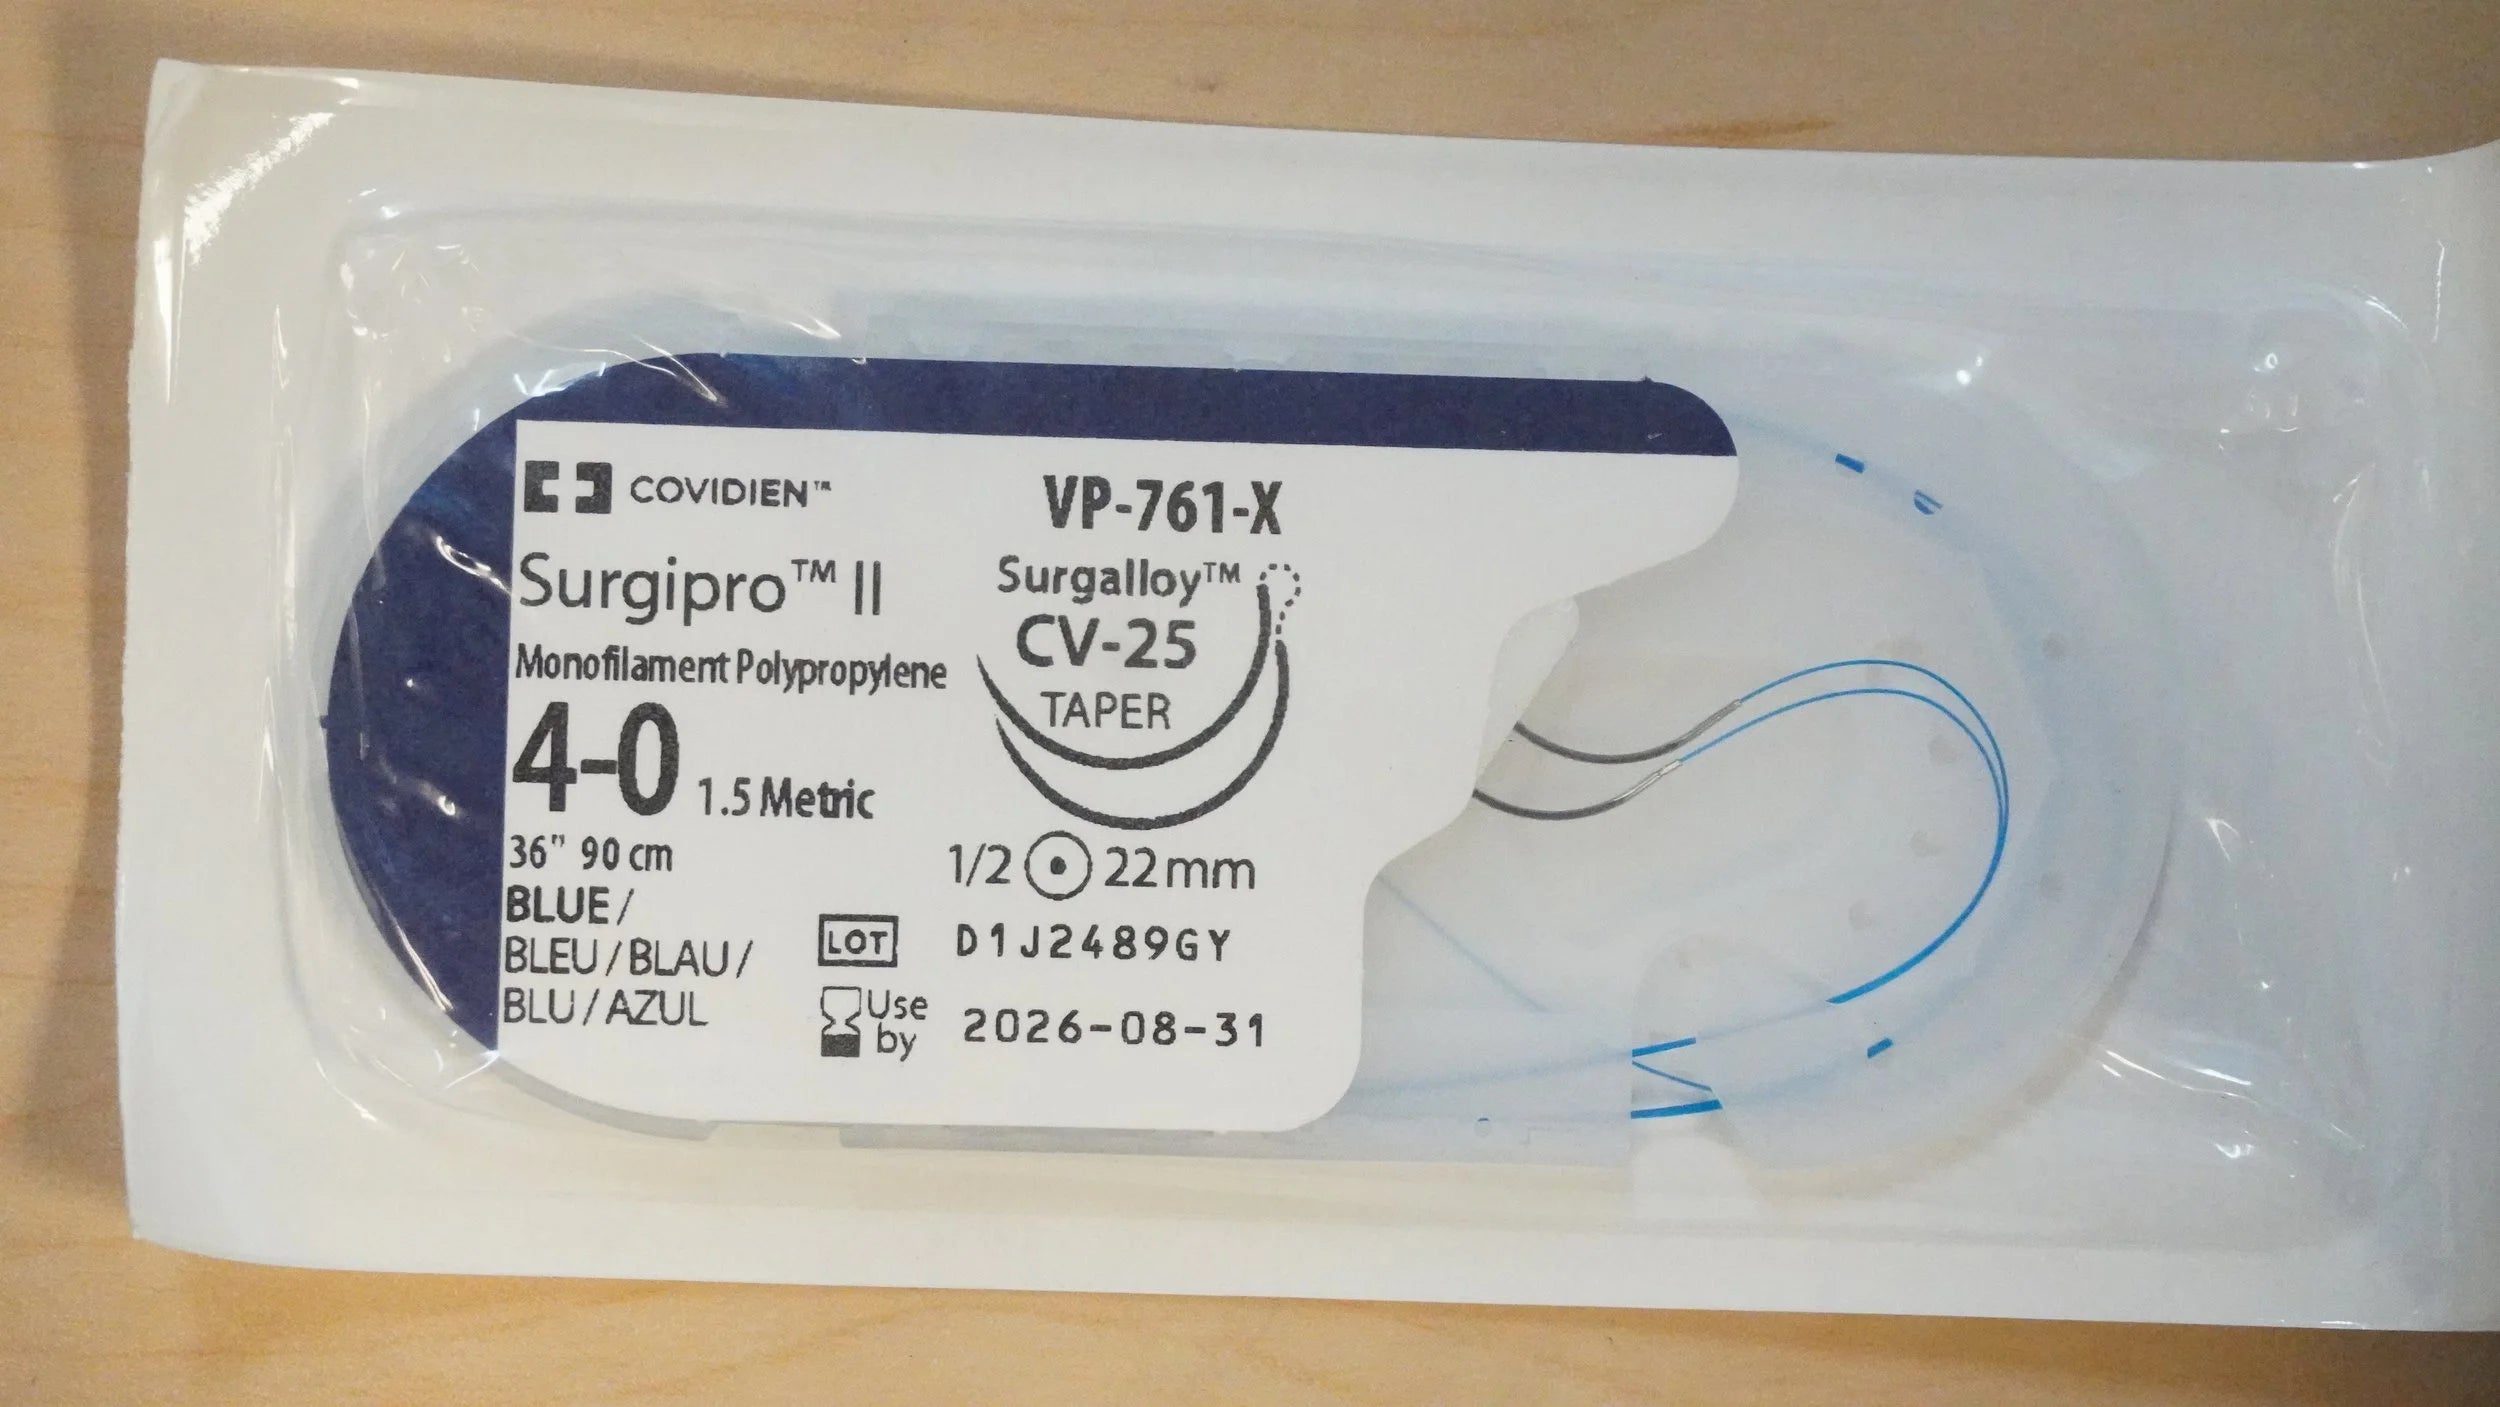 COVIDIEN™
Surgipro™ II
Monofilament Polypropylene
4-0 1.5 Metric
36" 90 cm
BLUE /
BLEU / BLAU /
BLU / AZUL
VP-761-X
Surgalloy™
CV-25
TAPER
1/2 22mm
LOT D1J2489GY
Use by 2026-08-31